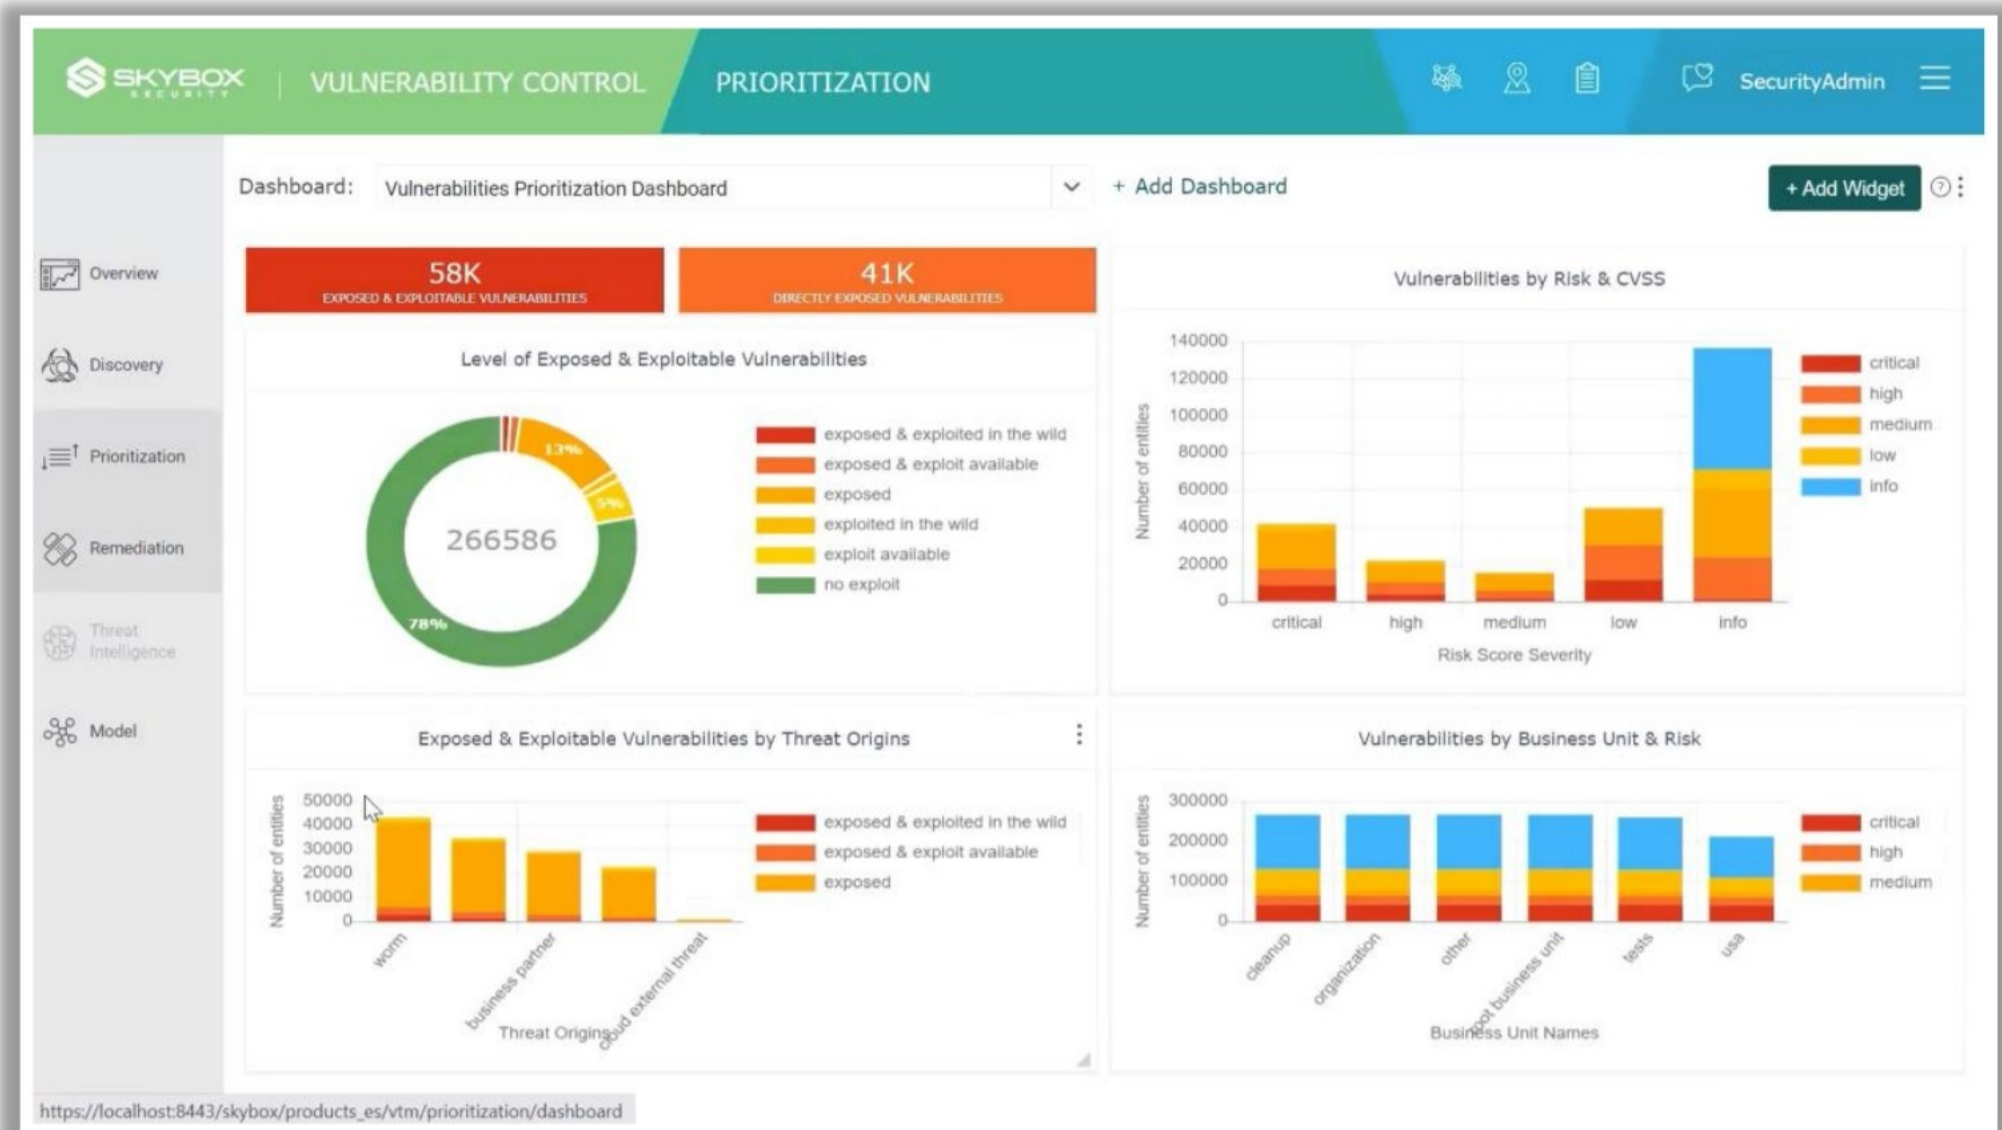 SKYBOX
SECURITY
VULNERABILITY CONTROL
PRIORITIZATION
SecurityAdmin
Dashboard:
Vulnerabilities Prioritization Dashboard
+ Add Dashboard
+ Add Widget
Overview
Discovery
Prioritization
Remediation
Threat
Intelligence
Model
58K
EXPOSED & EXPLOITABLE VULNERABILITIES
41K
DIRECTLY EXPOSED VULNERABILITIES
Level of Exposed & Exploitable Vulnerabilities
13%
5%
266586
78%
exposed & exploited in the wild
exposed & exploit available
exposed
exploited in the wild
exploit available
no exploit
Vulnerabilities by Risk & CVSS
Number of entities
140000
120000
100000
80000
60000
40000
20000
0
critical
high
medium
low
info
Risk Score Severity
critical
high
medium
low
info
Exposed & Exploitable Vulnerabilities by Threat Origins
Number of entities
50000
40000
30000
20000
10000
0
worm
business partner
cloud external threat
Threat Origins
exposed & exploited in the wild
exposed & exploit available
exposed
Vulnerabilities by Business Unit & Risk
Number of entities
300000
200000
100000
0
cleanup
organization
other
root business unit
tests
usa
Business Unit Names
critical
high
medium
https://localhost:8443/skybox/products_es/vtm/prioritization/dashboard